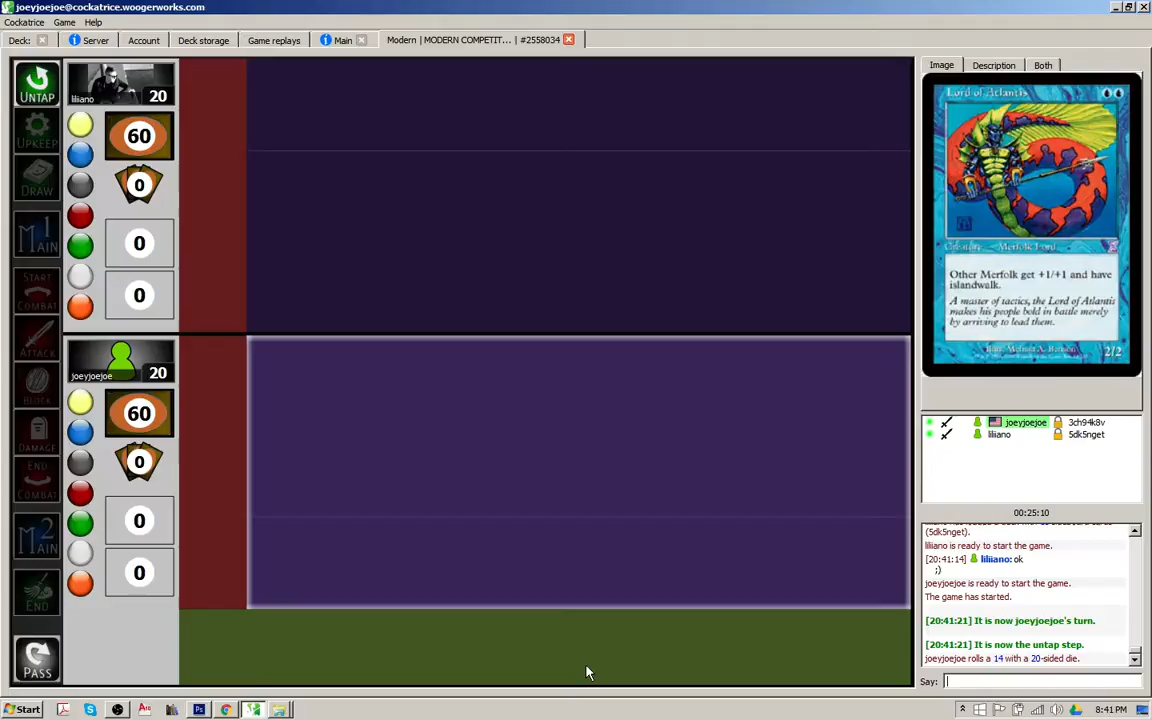 joeyjoejoe@cockatrice.woogerworks.com
Cockatrice Game Help
Deck: Server Account Deck storage Game replays Main Modern | MODERN COMPETIT... | #2558034
Image Description Both
UNTAP
UPKEEP
DRAW
MAIN 1
START COMBAT
ATTACK
BLOCK
DAMAGE
END COMBAT
MAIN 2
END
PASS
liliano 20
60
0
0
0
joeyjoejoe 20
60
0
0
0
Lord of Atlantis
Creature — Merfolk Lord
Other Merfolk get +1/+1 and have
islandwalk.
A master of tactics, the Lord of Atlantis
makes his people bold in battle merely
by arriving to lead them.
Illus. Melissa A. Benson
2/2
joeyjoejoe 3ch94k8v
liliano 5dk5nget
00:25:10
(5dk5nget).
liliano is ready to start the game.
[20:41:14] liliano: ok
;)
joeyjoejoe is ready to start the game.
The game has started.
[20:41:21] It is now joeyjoejoe's turn.
[20:41:21] It is now the untap step.
joeyjoejoe rolls a 14 with a 20-sided die.
Say:
Start
8:41 PM